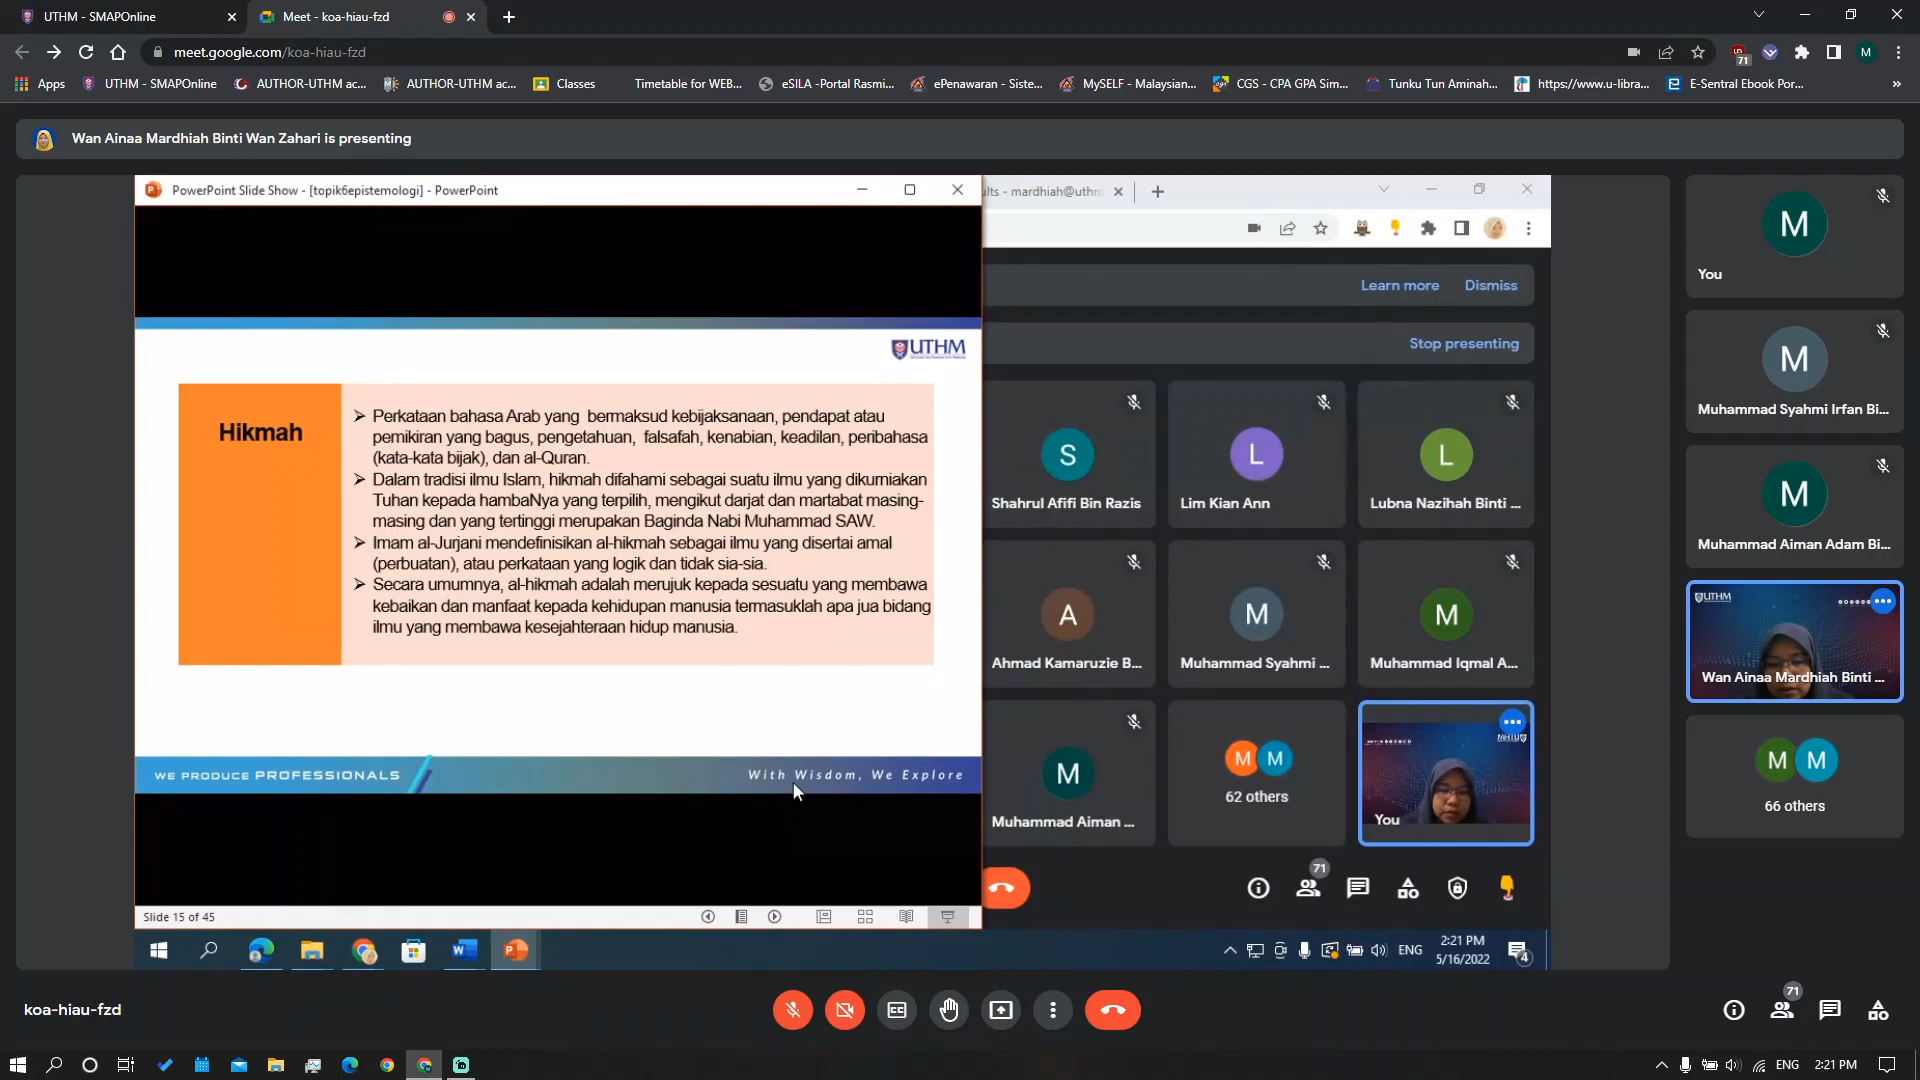 UTHM - SMAPOnline
Meet - koa-hiau-fzd
meet.google.com/koa-hiau-fzd
71
M
Apps
UTHM - SMAPOnline
AUTHOR-UTHM ac...
AUTHOR-UTHM ac...
Classes
Timetable for WEB...
eSILA -Portal Rasmi...
ePenawaran - Siste...
MySELF - Malaysian...
CGS - CPA GPA Sim...
Tunku Tun Aminah...
https://www.u-libra...
E-Sentral Ebook Por...
Wan Ainaa Mardhiah Binti Wan Zahari is presenting
PowerPoint Slide Show - [topik6epistemologi] - PowerPoint
ults - mardhiah@uthm
Learn more
Dismiss
Stop presenting
UTHM
Hikmah
➢ Perkataan bahasa Arab yang bermaksud kebijaksanaan, pendapat atau
pemikiran yang bagus, pengetahuan, falsafah, kenabian, keadilan, peribahasa
(kata-kata bijak), dan al-Quran.
➢ Dalam tradisi ilmu Islam, hikmah difahami sebagai suatu ilmu yang dikurniakan
Tuhan kepada hambaNya yang terpilih, mengikut darjat dan martabat masing-
masing dan yang tertinggi merupakan Baginda Nabi Muhammad SAW.
➢ Imam al-Jurjani mendefinisikan al-hikmah sebagai ilmu yang disertai amal
(perbuatan), atau perkataan yang logik dan tidak sia-sia.
➢ Secara umumnya, al-hikmah adalah merujuk kepada sesuatu yang membawa
kebaikan dan manfaat kepada kehidupan manusia termasuklah apa jua bidang
ilmu yang membawa kesejahteraan hidup manusia.
WE PRODUCE PROFESSIONALS
With Wisdom, We Explore
Slide 15 of 45
S
Shahrul Afifi Bin Razis
L
Lim Kian Ann
L
Lubna Nazihah Binti ...
A
Ahmad Kamaruzie B...
M
Muhammad Syahmi ...
M
Muhammad Iqmal A...
M
Muhammad Aiman ...
M M
62 others
UTHM
You
71
ENG
2:21 PM
5/16/2022
4
M
You
M
Muhammad Syahmi Irfan Bi...
M
Muhammad Aiman Adam Bi...
UTHM
Wan Ainaa Mardhiah Binti ...
M M
66 others
koa-hiau-fzd
71
ENG
2:21 PM